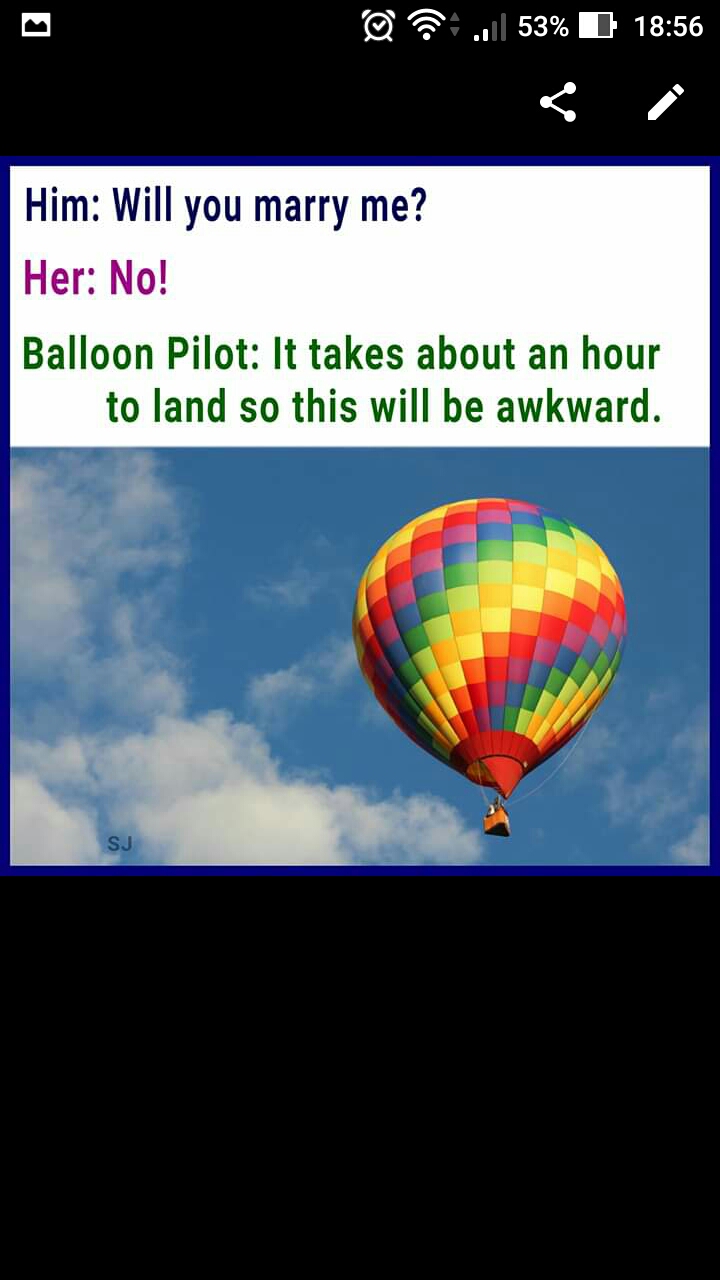 53% 18:56
Him: Will you marry me?
Her: No!
Balloon Pilot: It takes about an hour
to land so this will be awkward.
SJ